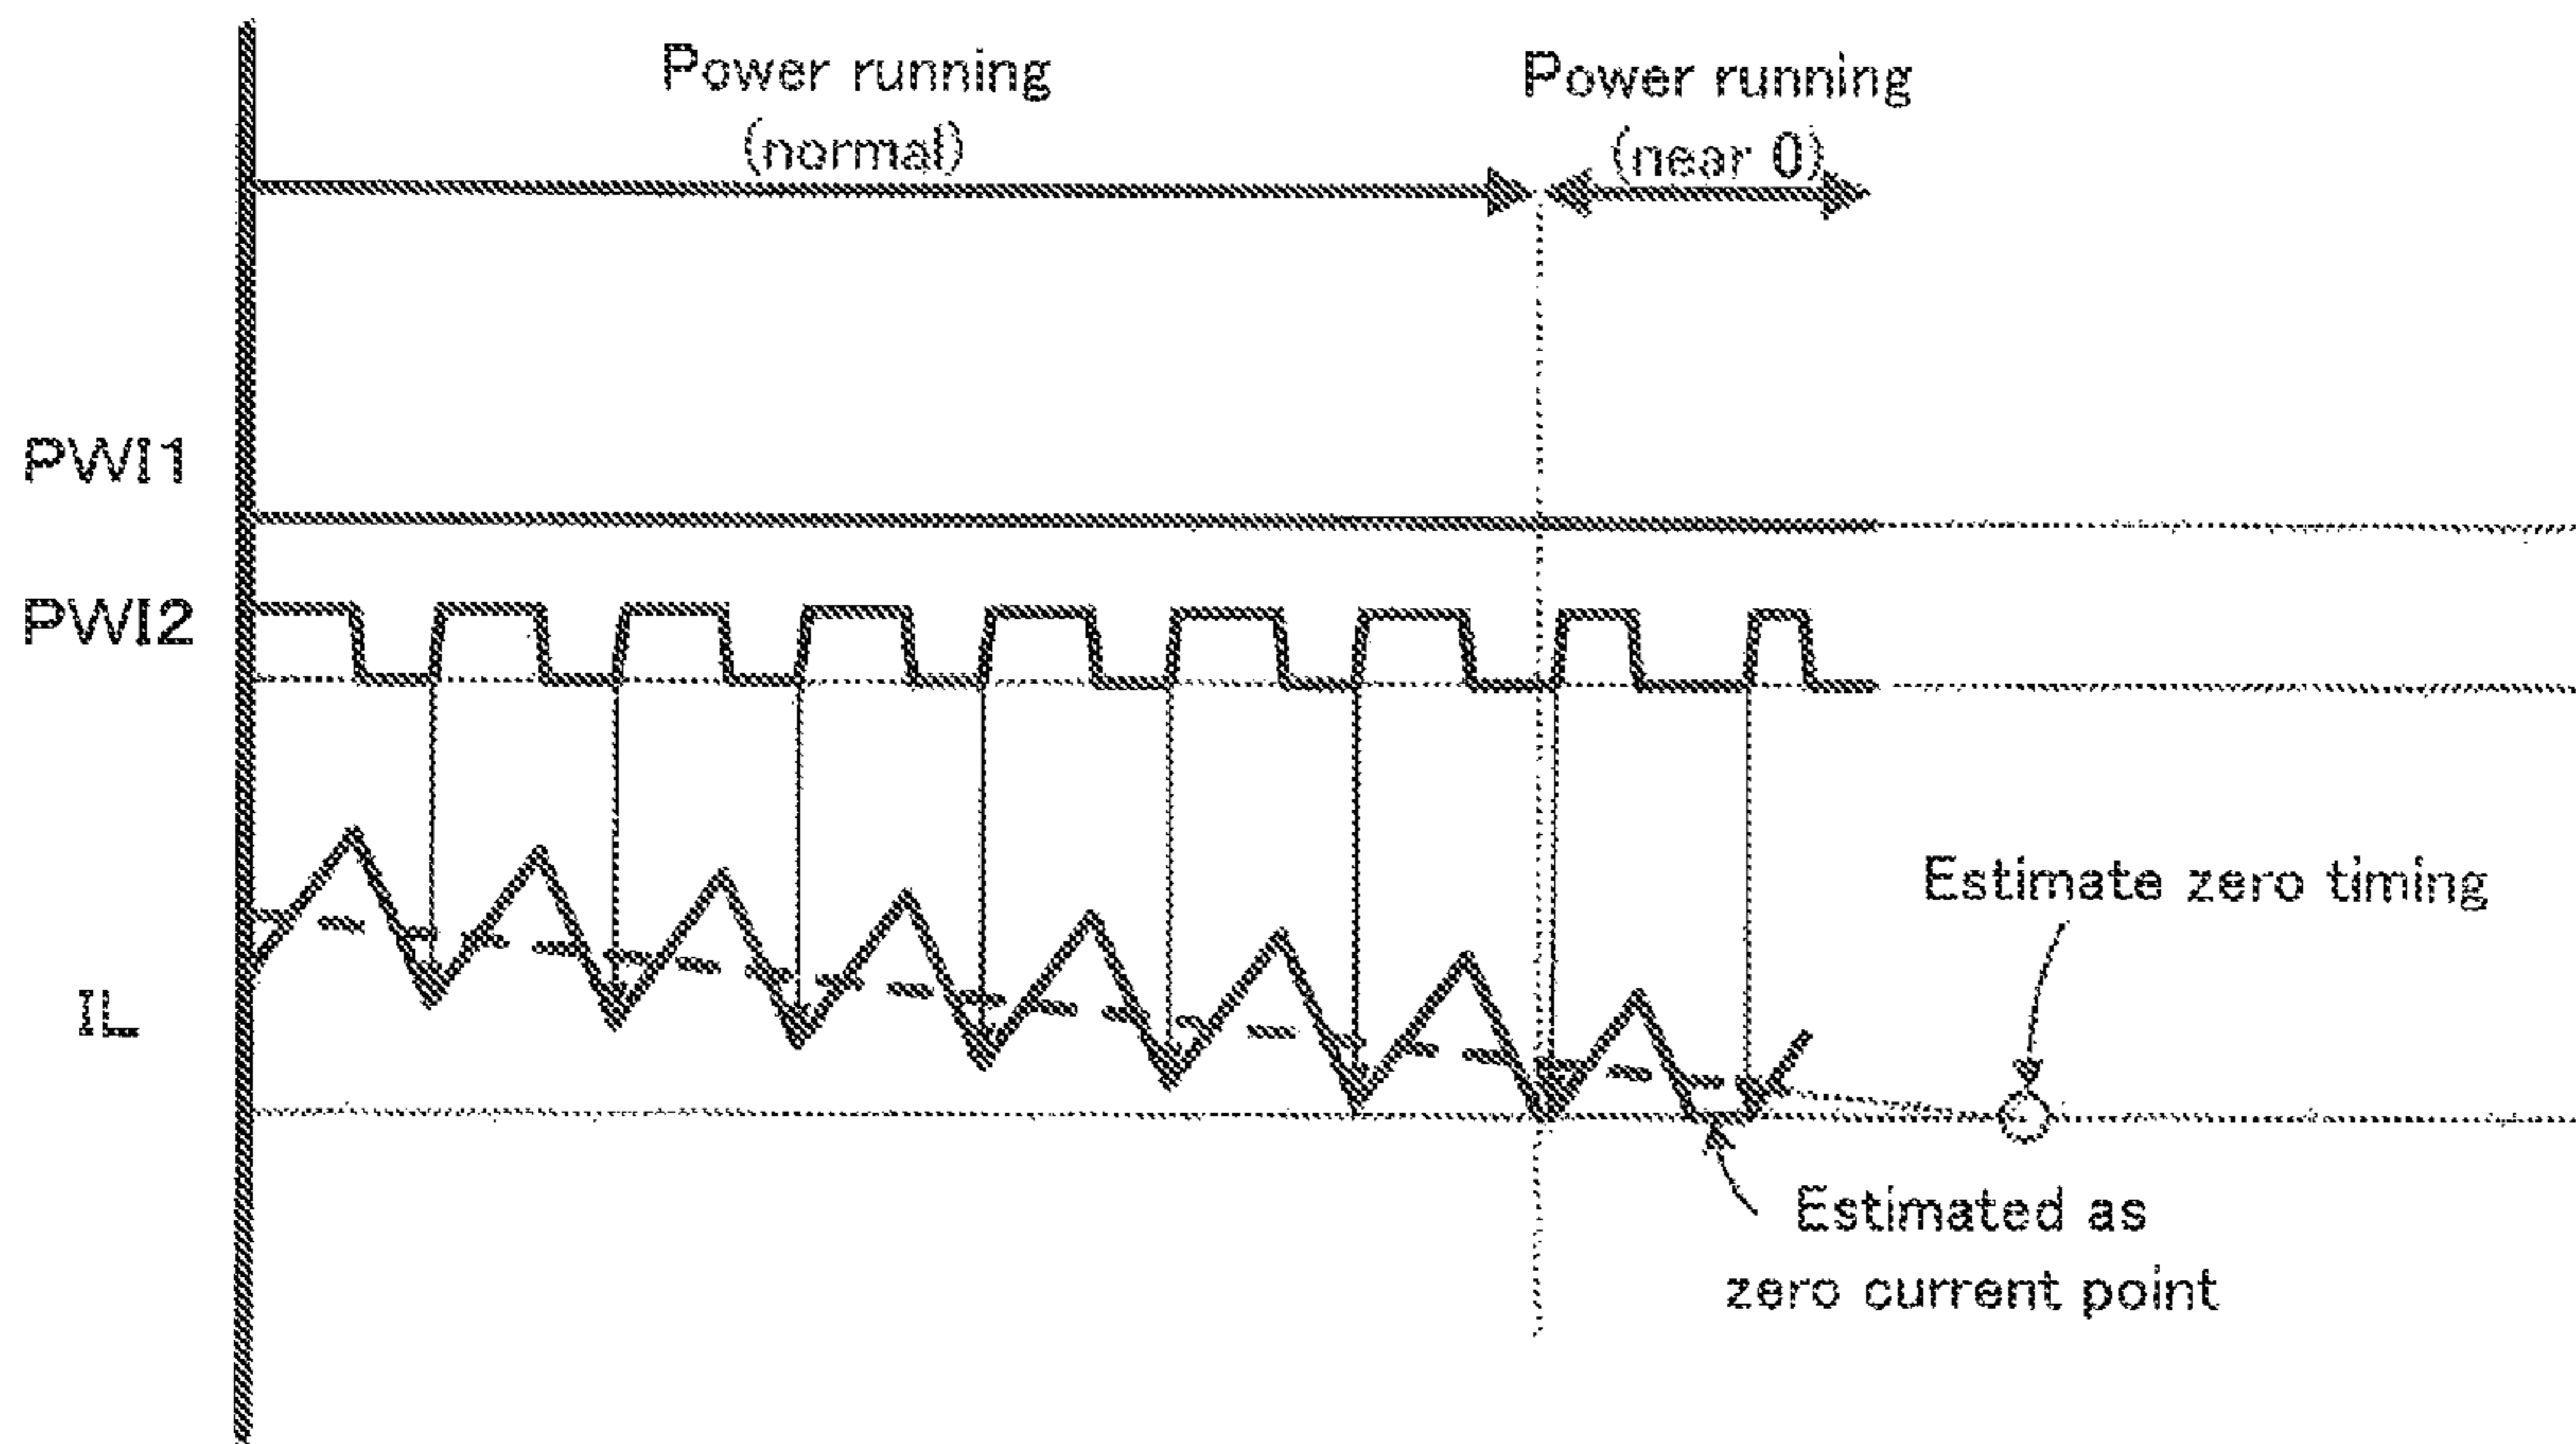 Power running
(normal)
Power running
(near 0)
PWI1
PWI2
Estimate zero timing
IL
Estimated as
zero current point